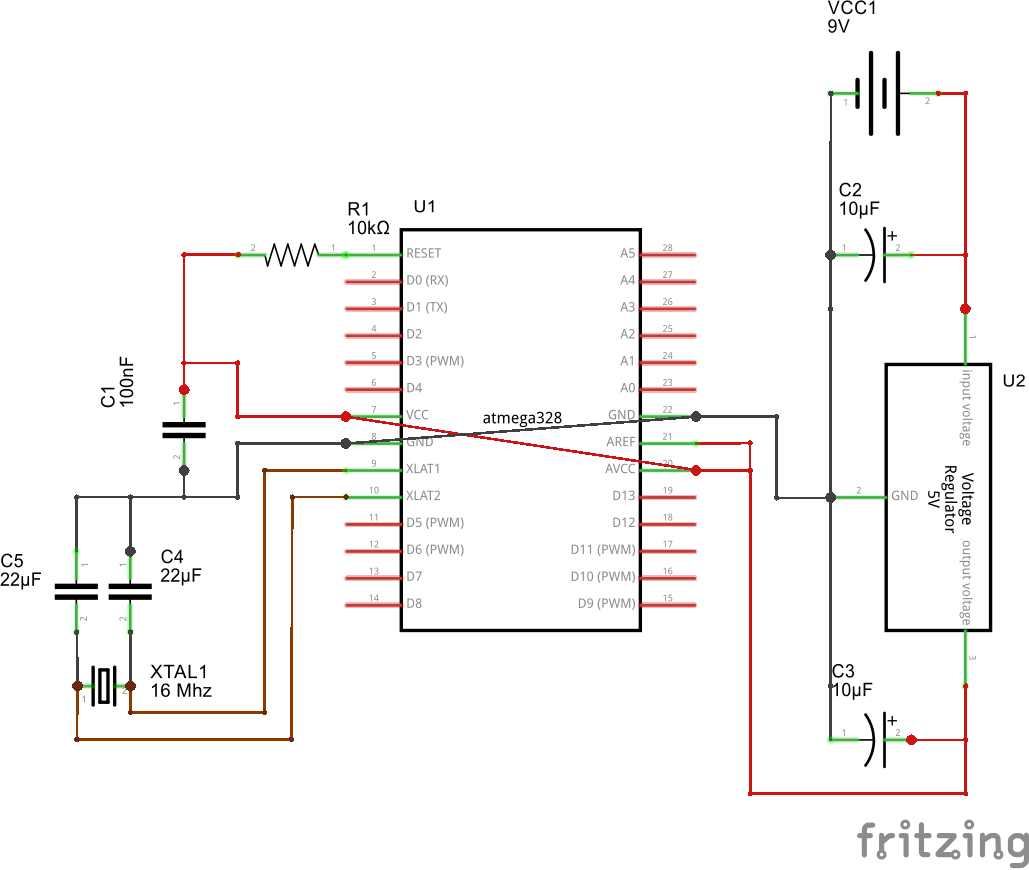 VCC1
9V
1
2
C2
10µF
1
+
2
R1
10kΩ
U1
2
1
1
RESET
A5
28
2
D0 (RX)
A4
27
3
D1 (TX)
A3
26
4
D2
A2
25
5
D3 (PWM)
A1
24
6
D4
A0
23
7
VCC
atmega328
GND
22
8
GND
AREF
21
9
XLAT1
AVCC
20
10
XLAT2
D13
19
11
D5 (PWM)
D12
18
12
D6 (PWM)
D11 (PWM)
17
13
D7
D10 (PWM)
16
14
D8
D9 (PWM)
15
C1
100nF
1
2
C5
22µF
1
2
C4
22µF
1
2
XTAL1
16 Mhz
1
2
U2
1
input voltage
2
GND
Voltage
Regulator
5V
output voltage
3
C3
10µF
1
+
2
fritzing